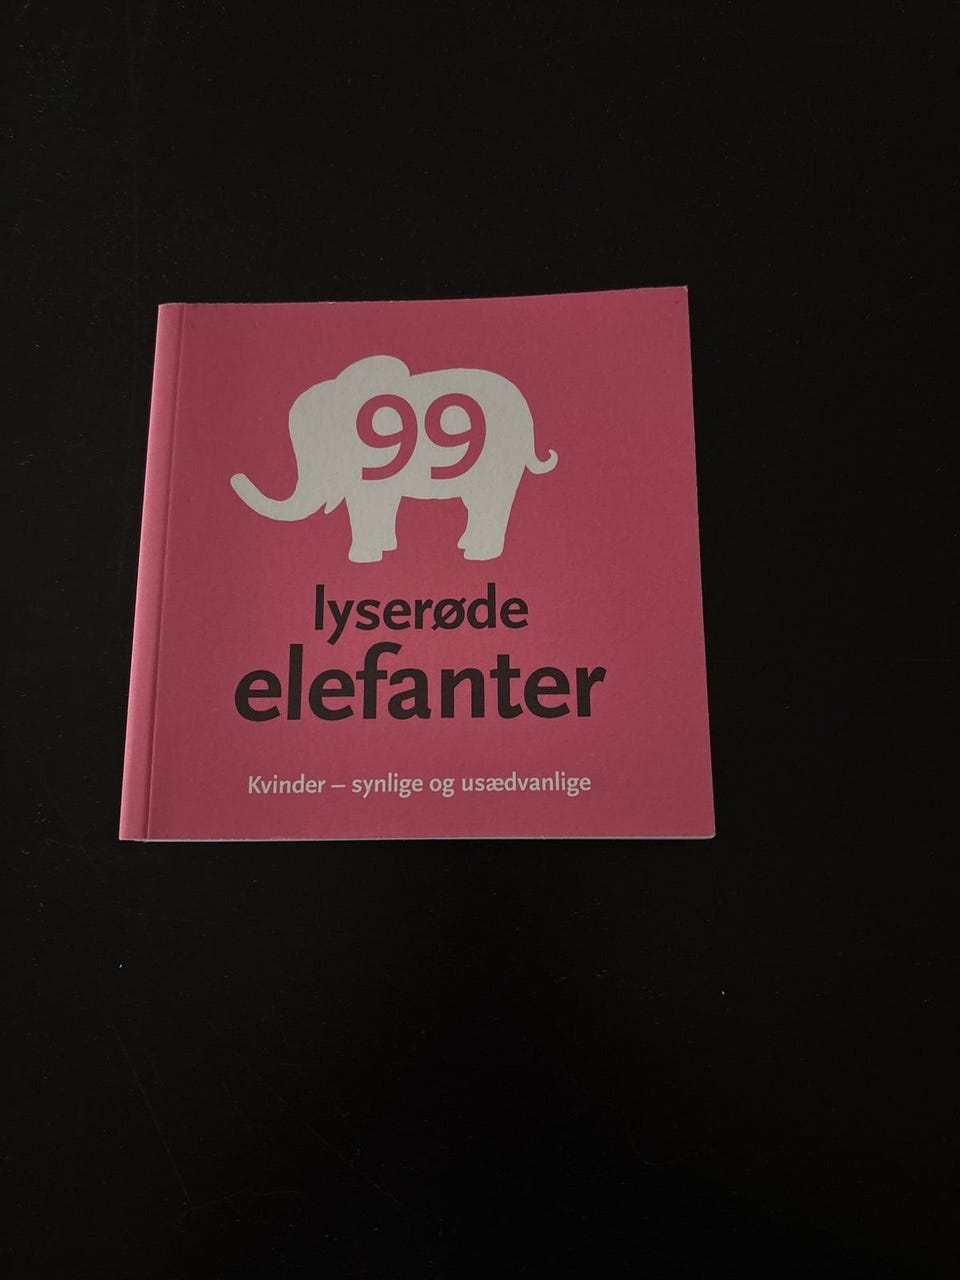 99
lyserøde
elefanter
Kvinder – synlige og usædvanlige